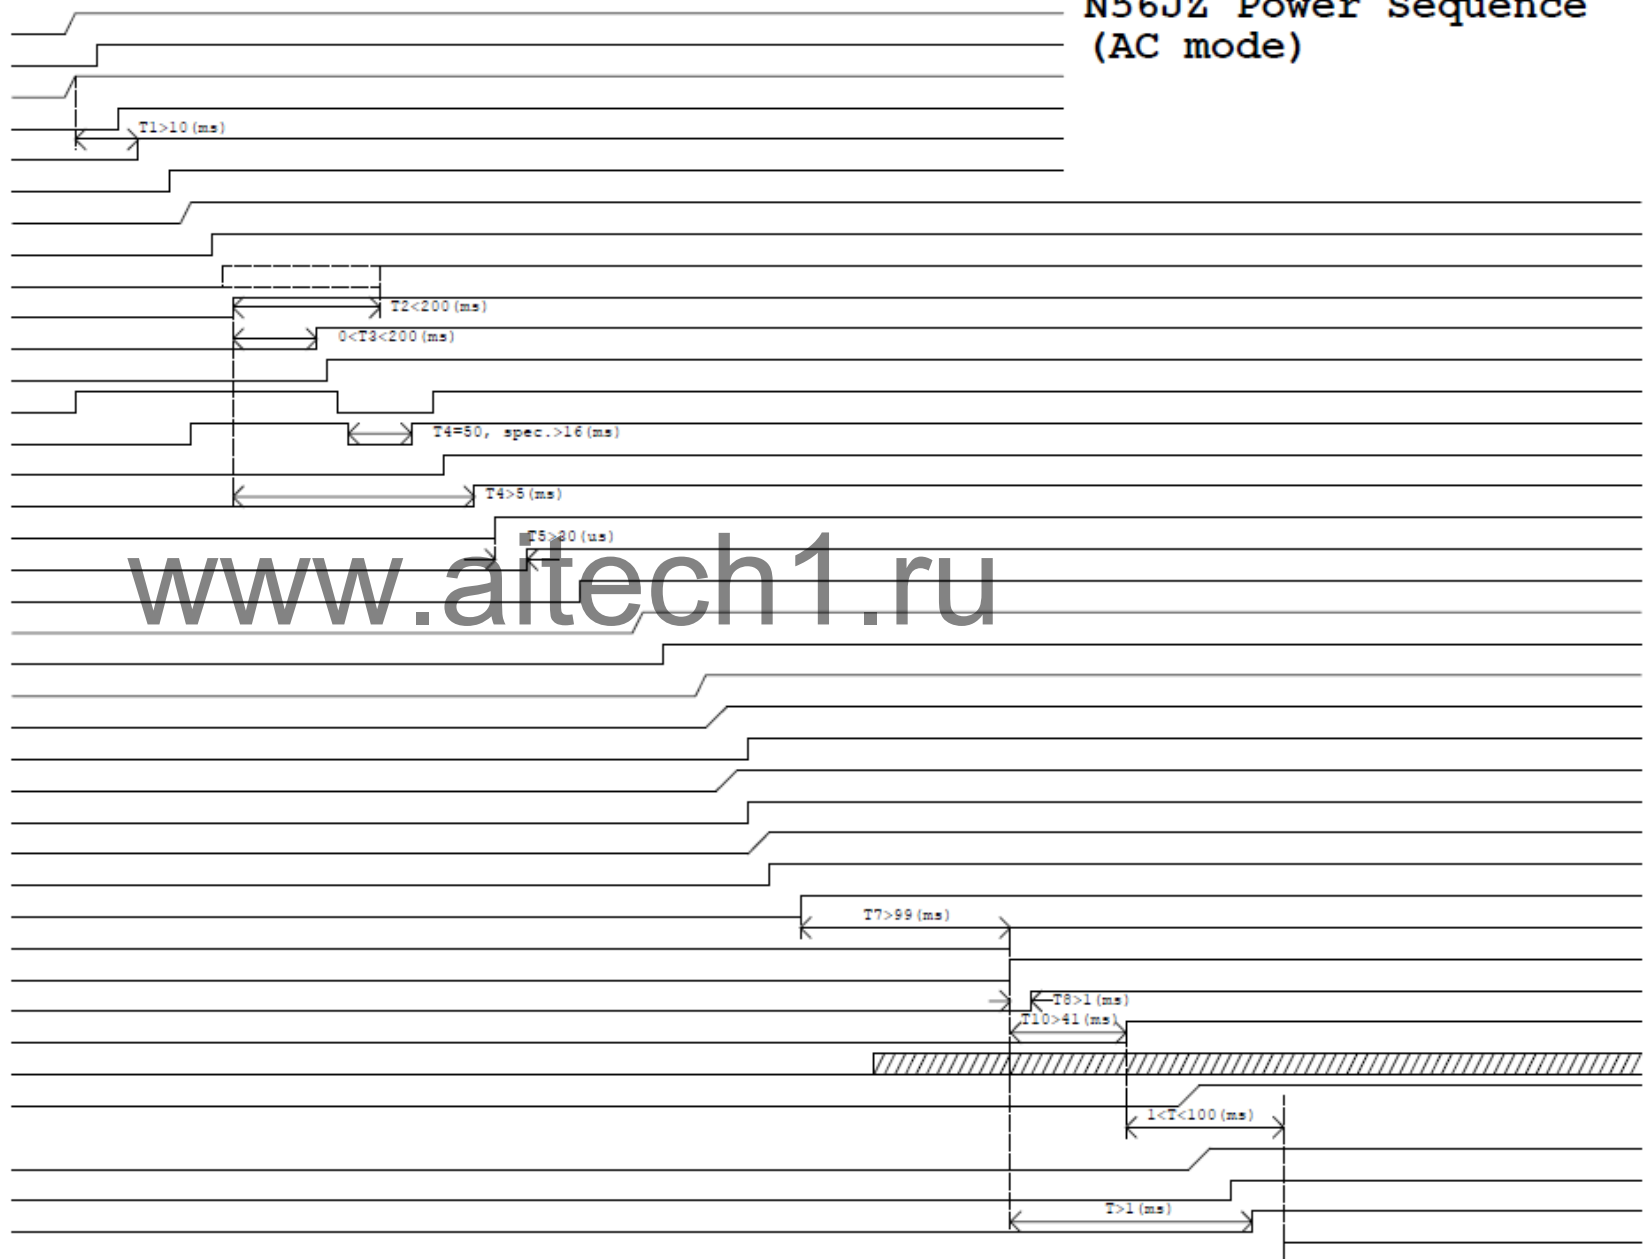 N56JZ Power Sequence
(AC mode)
T1>10(ms)
T2<200(ms)
0<T3<200(ms)
T4=50, spec.>16(ms)
T4>5(ms)
T5>30(us)
www.aitech1.ru
T7>99(ms)
T8>1(ms)
T10>41(ms)
1<T<100(ms)
T>1(ms)